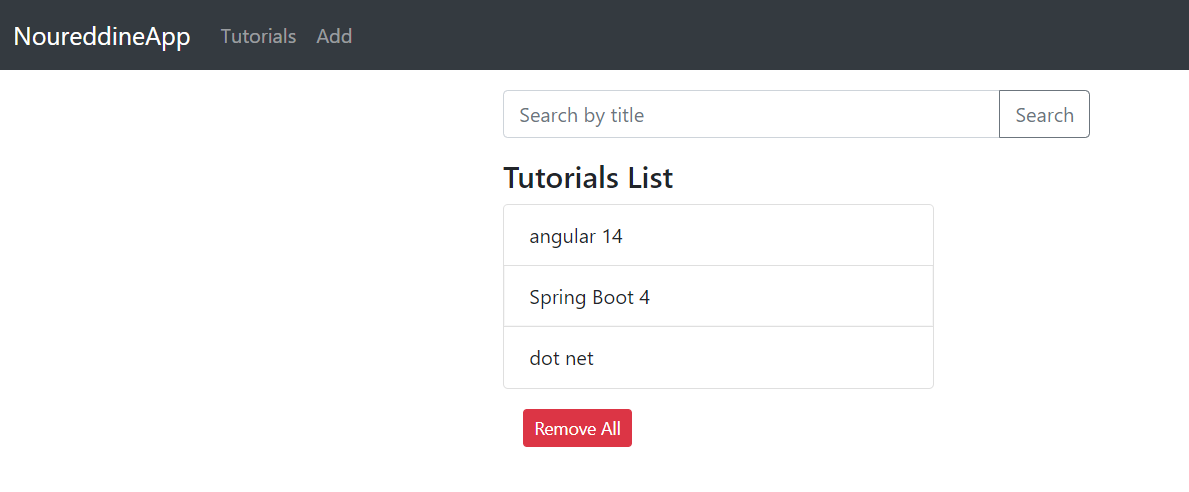 NoureddineApp Tutorials Add
Search by title Search
Tutorials List
angular 14
Spring Boot 4
dot net
Remove All